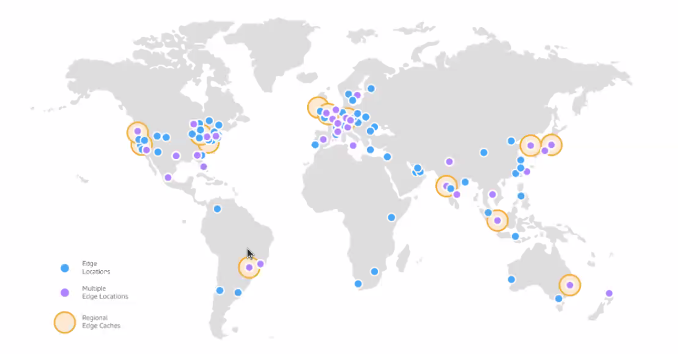 Edge
Locations
Multiple
Edge Locations
Regional
Edge Caches